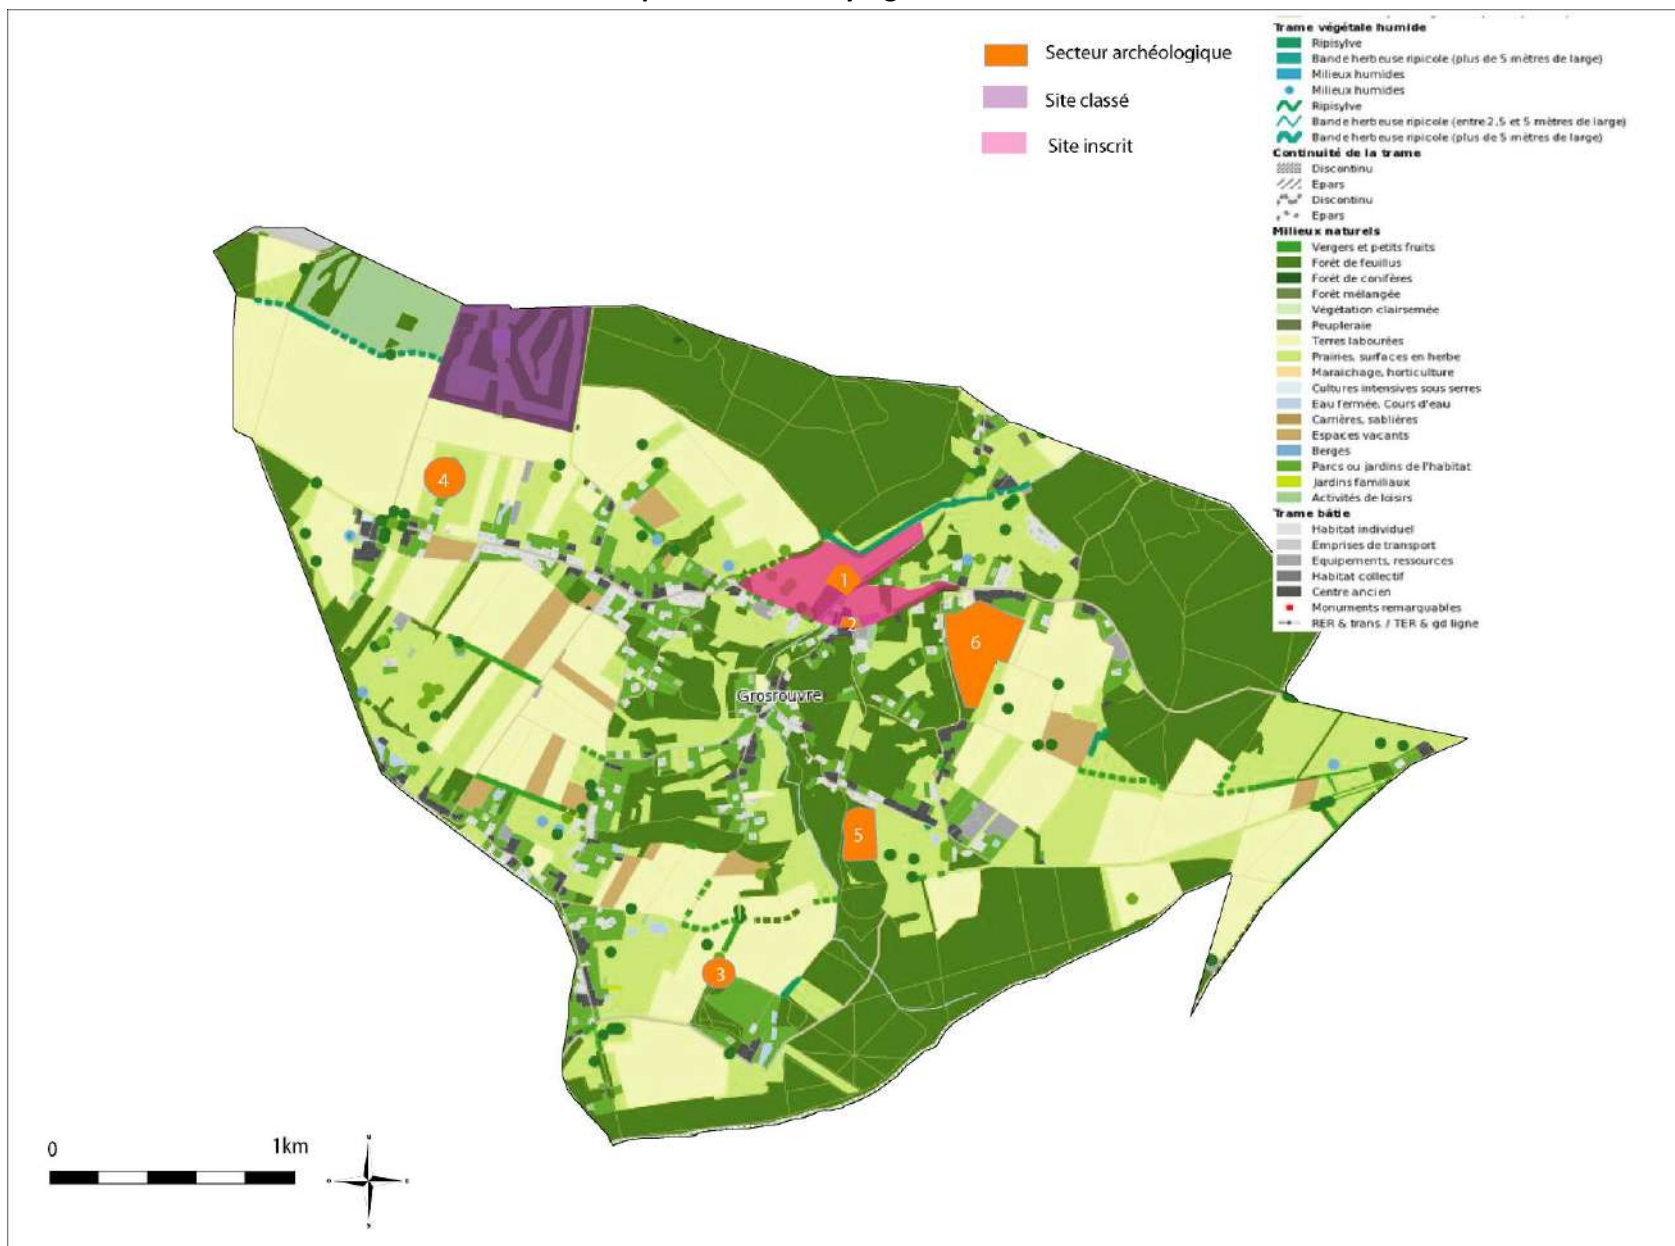 Secteur archéologique
Site classé
Site inscrit
Trame végétale humide
Ripisylve
Bande herbeuse ripicole (plus de 5 mètres de large)
Milieux humides
Milieux humides
Ripisylve
Bande herbeuse ripicole (entre 2,5 et 5 mètres de large)
Bande herbeuse ripicole (plus de 5 mètres de large)
Continuité de la trame
Discontinu
Epars
Discontinu
Epars
Milieux naturels
Vergers et petits fruits
Forêt de feuillus
Forêt de conifères
Forêt mélangée
Végétation clairsemée
Peupleraie
Terres labourées
Prairies, surfaces en herbe
Maraîchage, horticulture
Cultures intensives sous serres
Eau fermée, Cours d'eau
Carrières, sablières
Espaces vacants
Berges
Parcs ou jardins de l'habitat
Jardins familiaux
Activités de loisirs
Trame bâtie
Habitat individuel
Emprises de transport
Equipements, ressources
Habitat collectif
Centre ancien
Monuments remarquables
RER & trans. / TER & gd ligne
4
1
2
6
Grosrouvre
5
3
0 1km